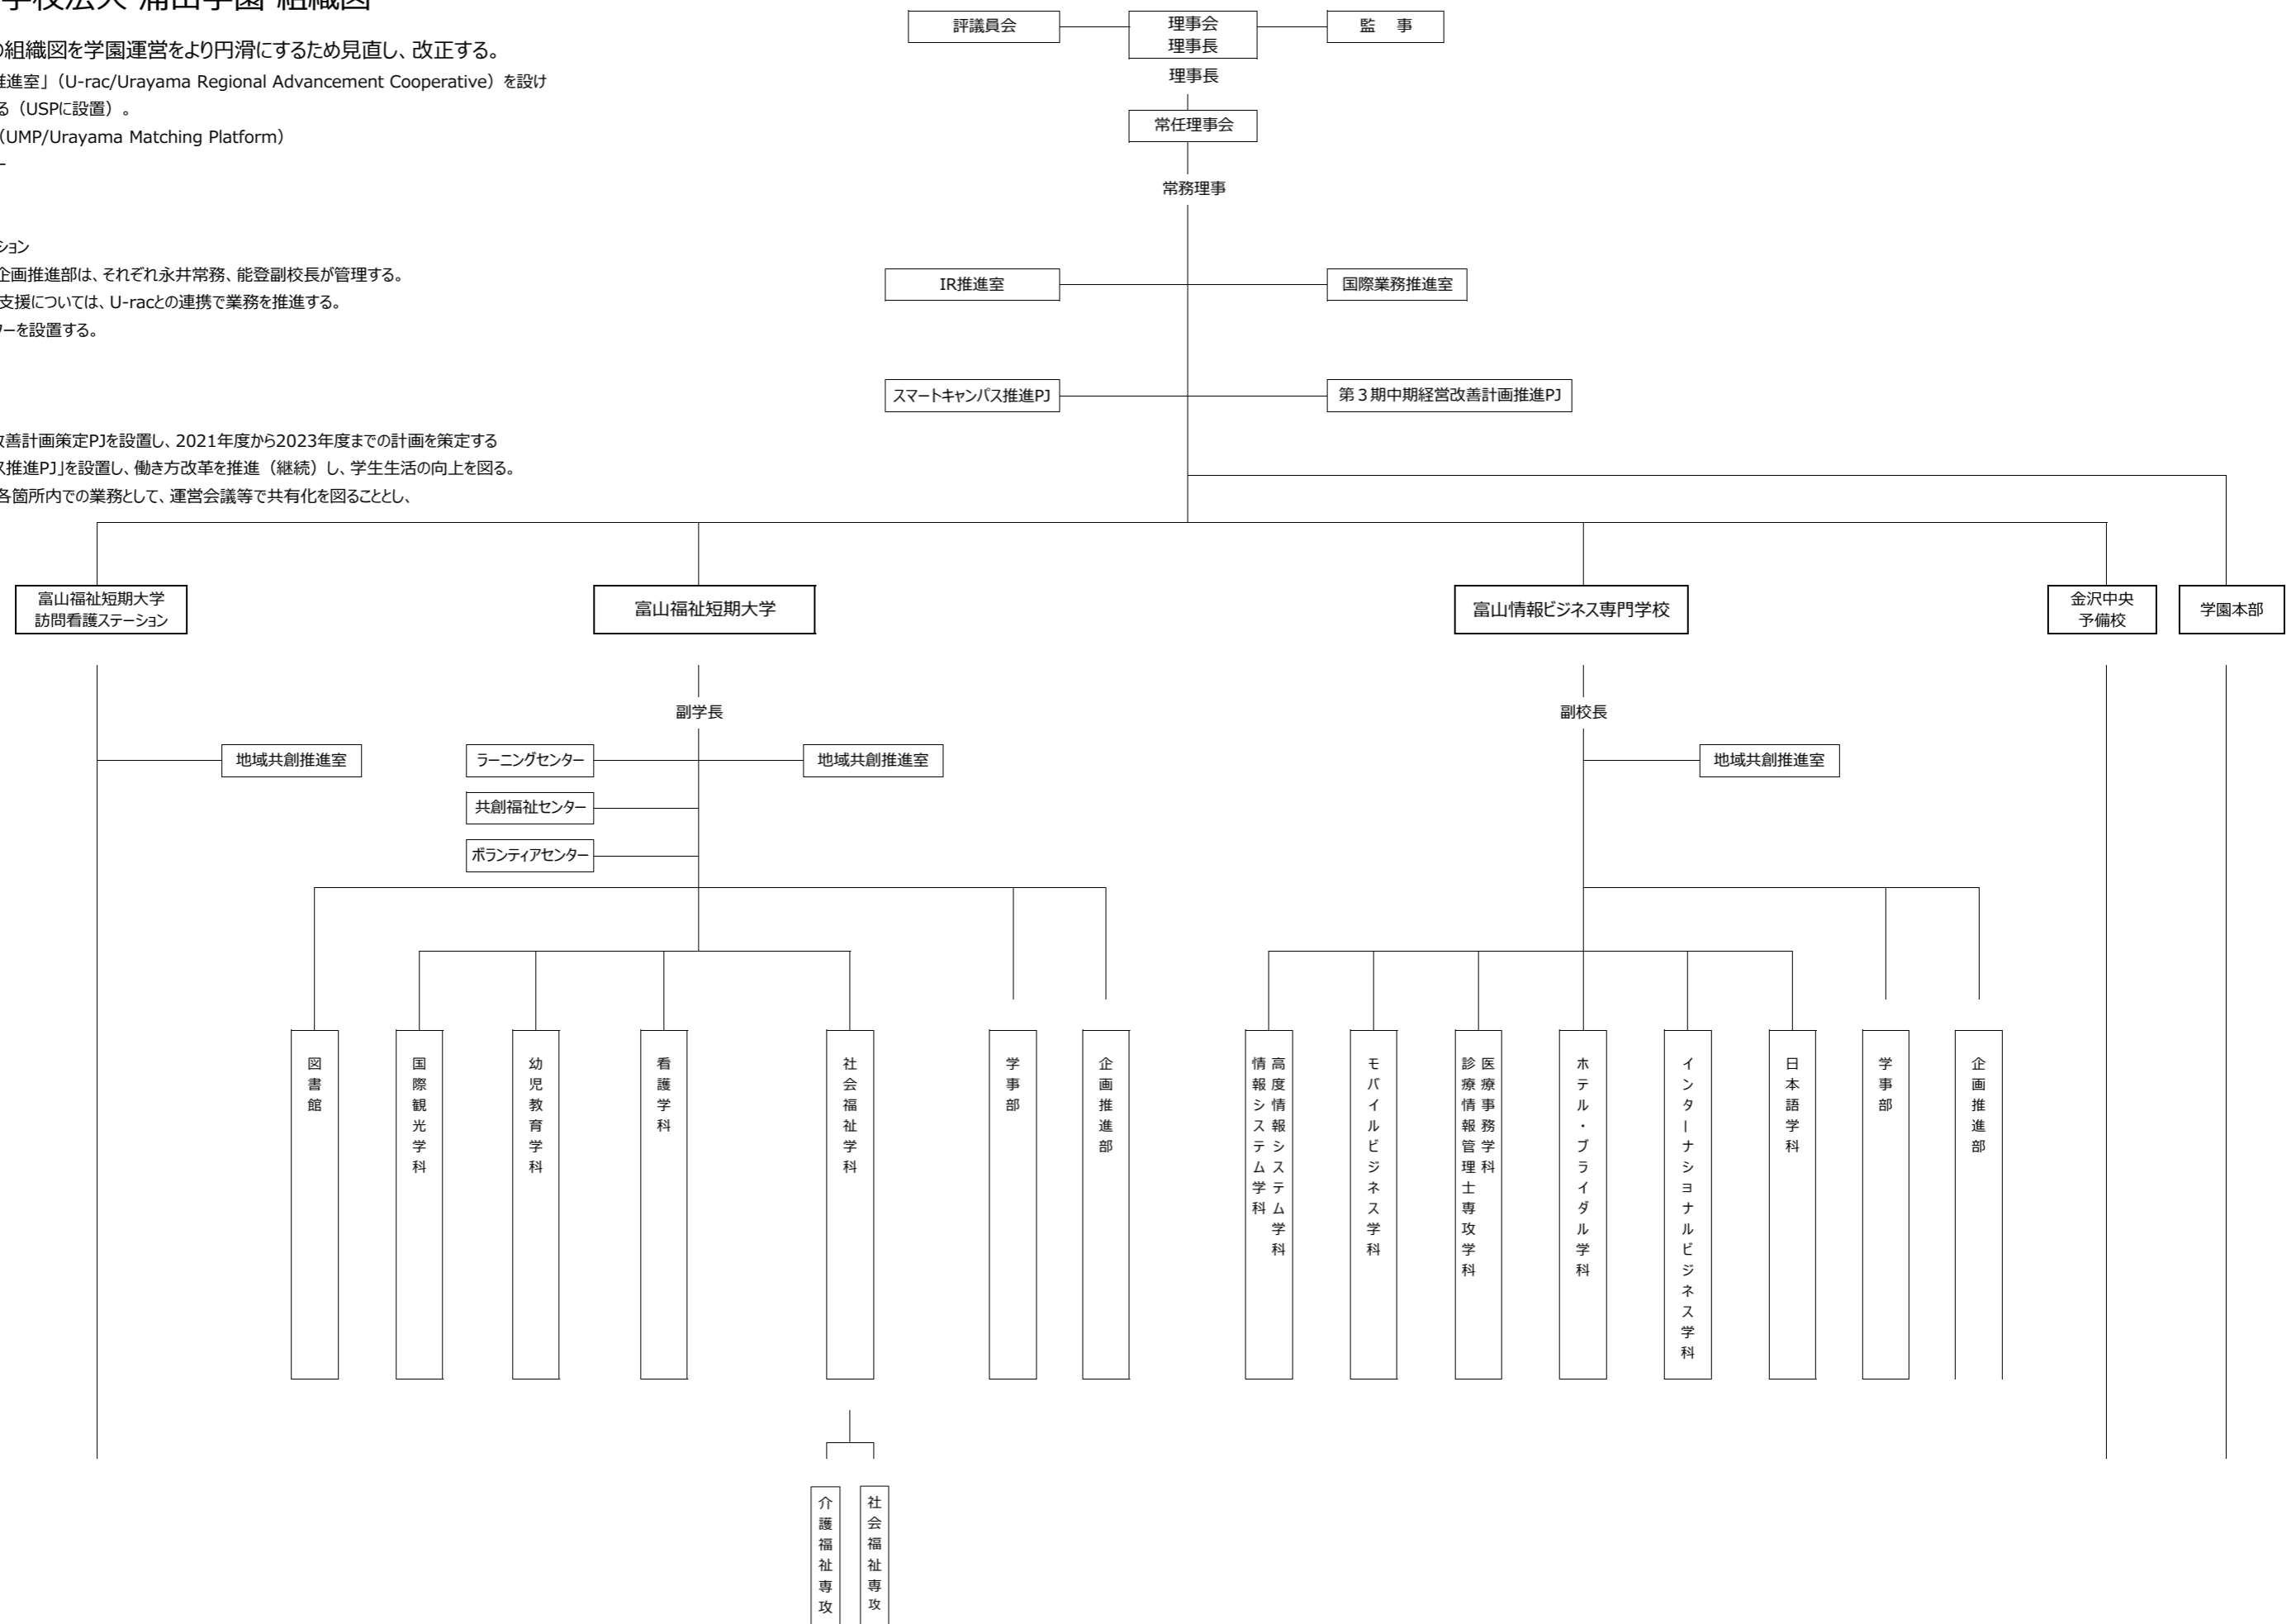 学校法人 浦山学園 組織図
の組織図を学園運営をより円滑にするため見直し、改正する。
推進室」（U-rac/Urayama Regional Advancement Cooperative）を設け
る（USPに設置）。
（UMP/Urayama Matching Platform）
ー
ション
企画推進部は、それぞれ永井常務、能登副校長が管理する。
支援については、U-racとの連携で業務を推進する。
ターを設置する。
改善計画策定PJを設置し、2021年度から2023年度までの計画を策定する
ス推進PJ」を設置し、働き方改革を推進（継続）し、学生生活の向上を図る。
各箇所内での業務として、運営会議等で共有化を図ることとし、
評議員会
理事会
理事長
監　事
理事長
常任理事会
常務理事
IR推進室
国際業務推進室
スマートキャンパス推進PJ
第３期中期経営改善計画推進PJ
富山福祉短期大学
訪問看護ステーション
富山福祉短期大学
富山情報ビジネス専門学校
金沢中央
予備校
学園本部
副学長
副校長
地域共創推進室
ラーニングセンター
地域共創推進室
地域共創推進室
共創福祉センター
ボランティアセンター
図書館
国際観光学科
幼児教育学科
看護学科
社会福祉学科
学事部
企画推進部
高度情報システム学科
情報システム学科
モバイルビジネス学科
医療事務学科
診療情報管理士専攻学科
ホテル・ブライダル学科
インターナショナルビジネス学科
日本語学科
学事部
企画推進部
介護福祉専攻
社会福祉専攻